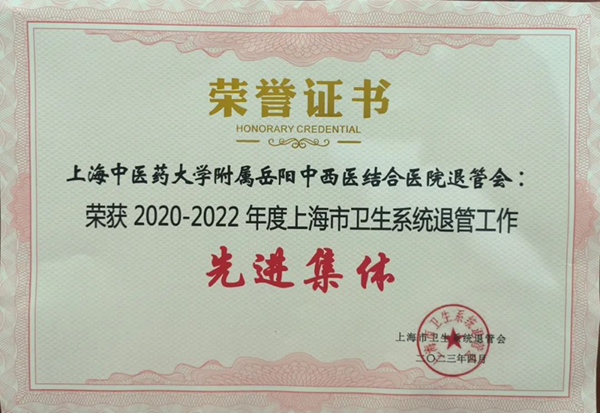 荣誉证书
HONORARY CREDENTIAL
上海中医药大学附属岳阳中西医结合医院退管会：
荣获 2020-2022 年度上海市卫生系统退管工作
先进集体
上海市卫生系统退管会
二〇二三年四月